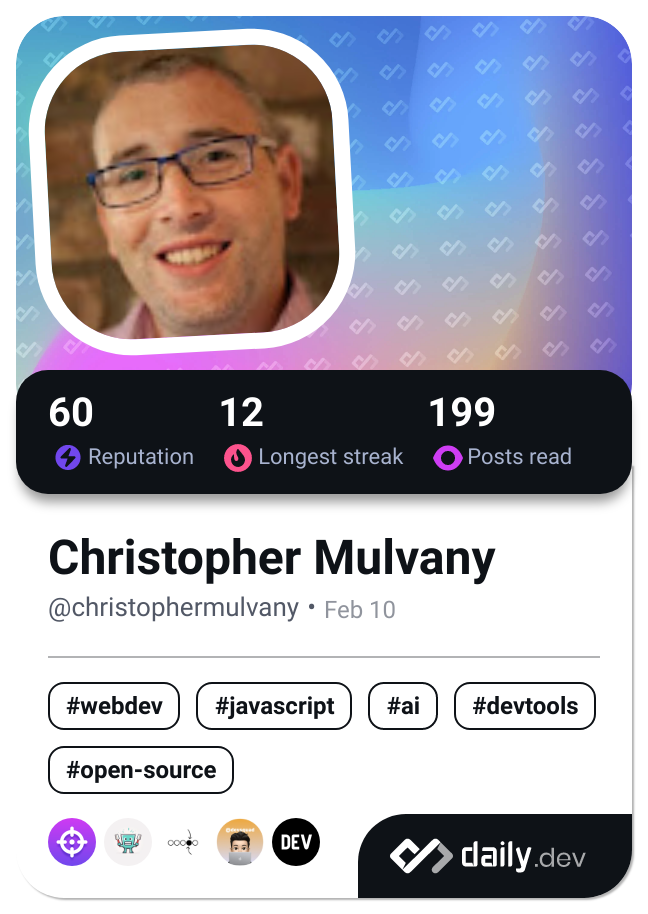 60 12 199
Reputation Longest streak Posts read
Christopher Mulvany
@christophermulvany • Feb 10
#webdev #javascript #ai #devtools
#open-source
DEV
daily.dev